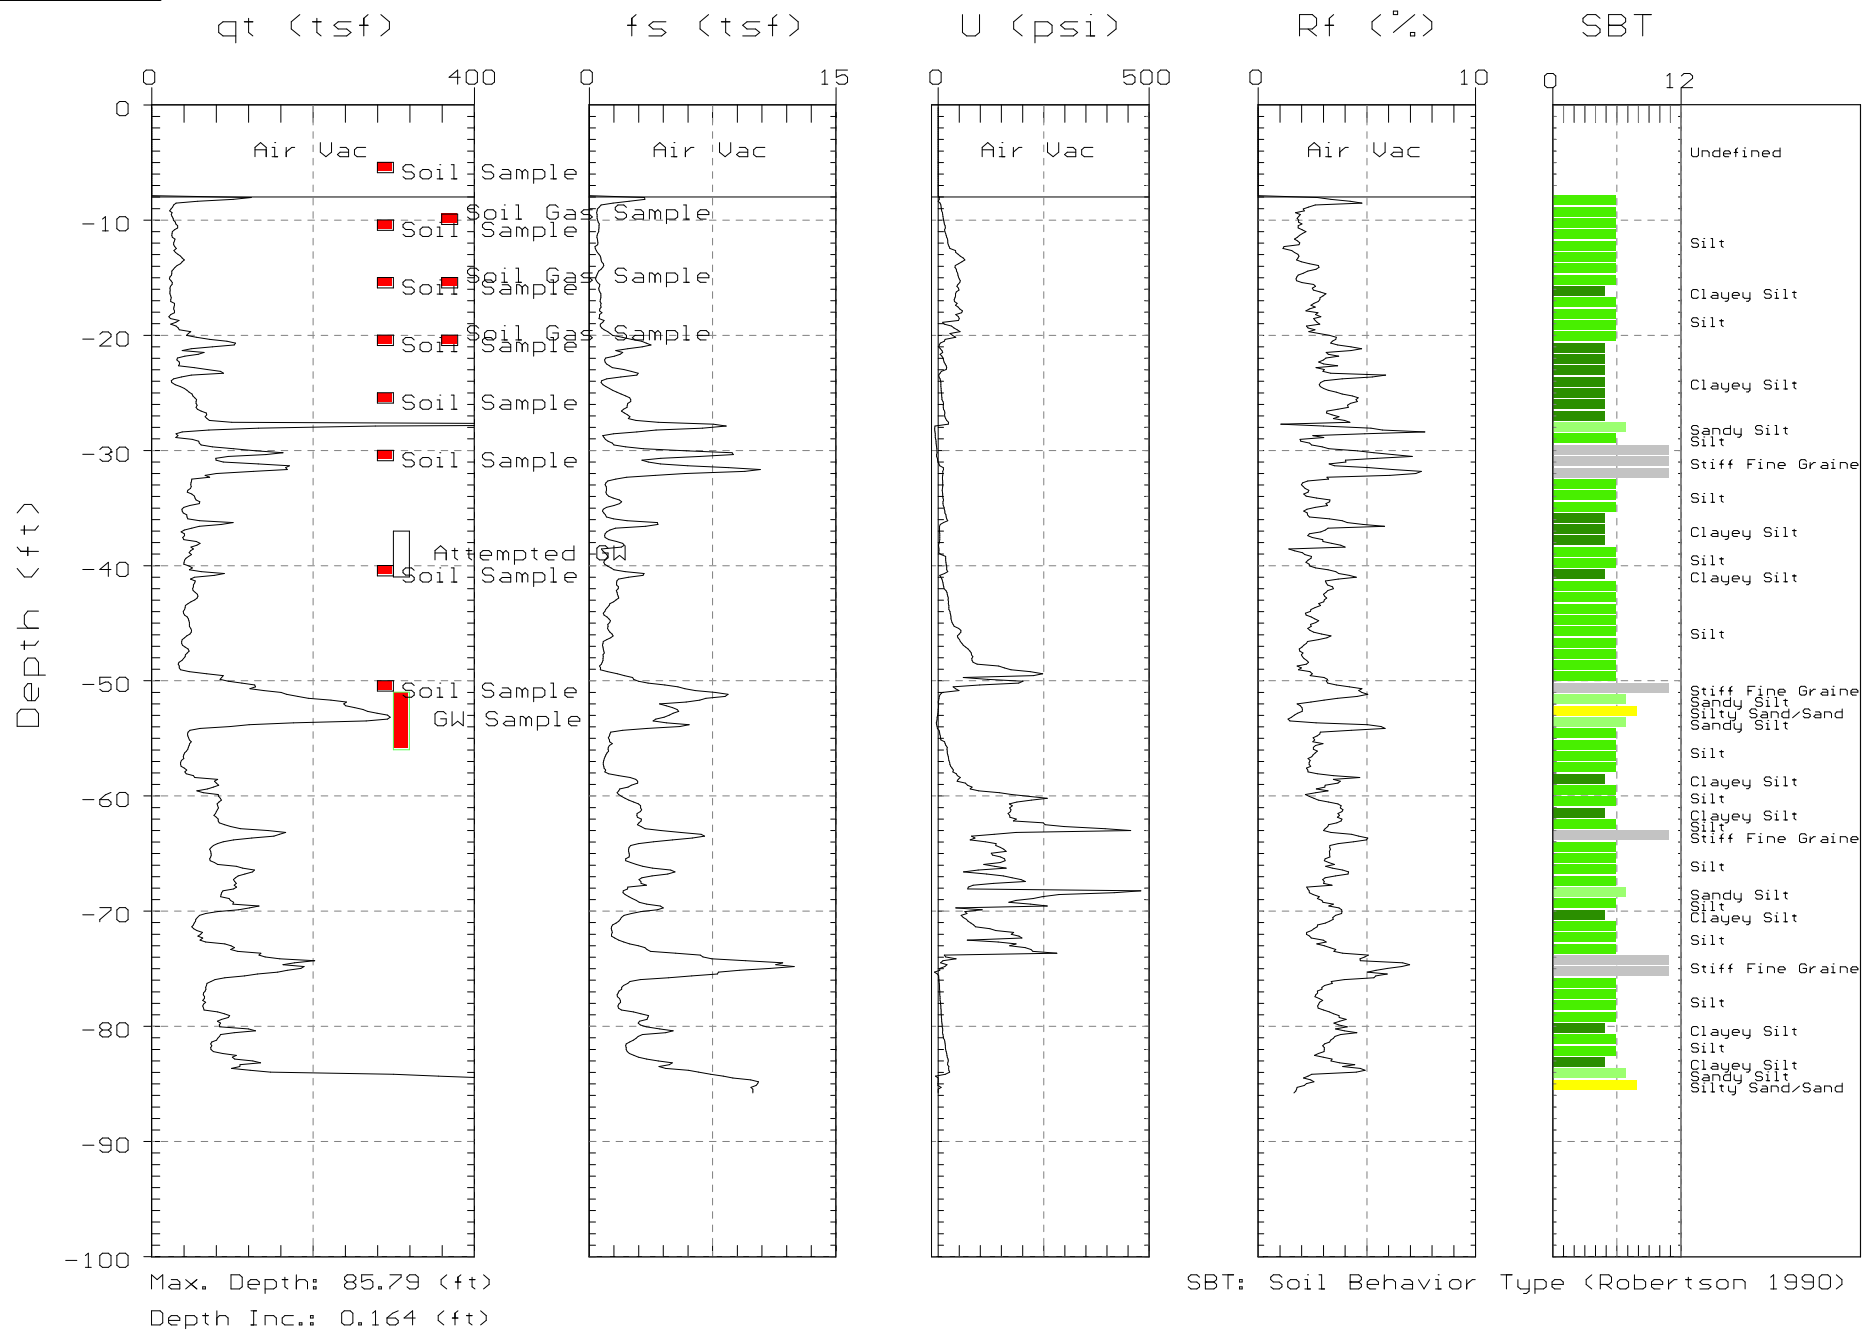 qt (tsf) fs (tsf) U (psi) Rf (%) SBT
0 400 0 15 0 500 0 10 0 12
0
Air Vac Air Vac Air Vac Air Vac Undefined
Soil Sample
Soil Gas Sample
-10
Soil Sample
Silt
Soil Gas Sample
Soil Sample
Clayey Silt
Silt
Soil Gas Sample
-20
Soil Sample
Clayey Silt
Soil Sample
Sandy Silt
Silt
-30
Soil Sample
Stiff Fine Graine
Silt
Clayey Silt
Attempted GW
Silt
-40
Soil Sample
Clayey Silt
Depth (ft)
Silt
-50
Soil Sample
Stiff Fine Graine
Sandy Silt
Silty Sand/Sand
GW Sample
Sandy Silt
Silt
Clayey Silt
-60
Silt
Clayey Silt
Silt
Stiff Fine Graine
Silt
Sandy Silt
Silt
-70
Clayey Silt
Silt
Stiff Fine Graine
Silt
-80
Clayey Silt
Silt
Clayey Silt
Sandy Silt
Silty Sand/Sand
-90
-100
Max. Depth: 85.79 (ft) SBT: Soil Behavior Type (Robertson 1990)
Depth Inc.: 0.164 (ft)